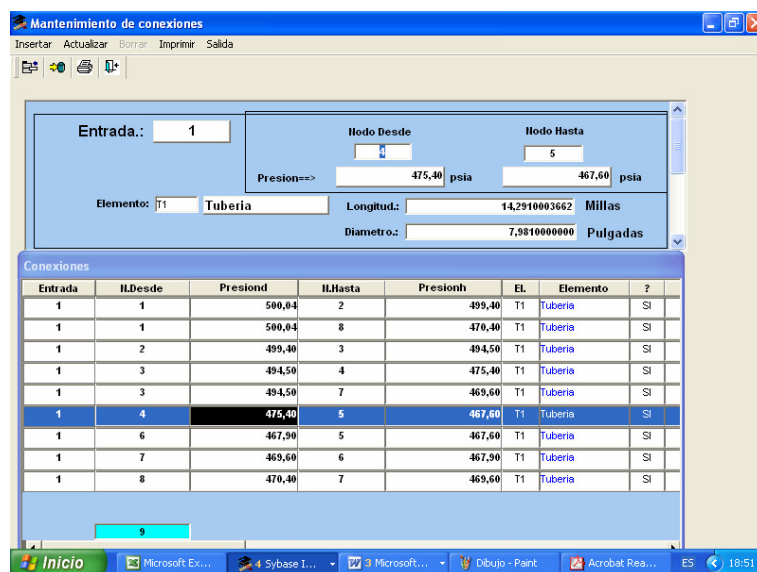 Mantenimiento de conexiones
Insertar Actualizar Borrar Imprimir Salida
Entrada.: 1
Nodo Desde Nodo Hasta
4 5
Presion==> 475,40 psia 467,60 psia
Elemento: T1 Tuberia Longitud.: 14,2910003662 Millas
Diametro.: 7,9810000000 Pulgadas
Conexiones
Entrada N.Desde Presiond N.Hasta Presionh El. Elemento ?
1 1 500,04 2 499,40 T1 Tuberia SI
1 1 500,04 8 470,40 T1 Tuberia SI
1 2 499,40 3 494,50 T1 Tuberia SI
1 3 494,50 4 475,40 T1 Tuberia SI
1 3 494,50 7 469,60 T1 Tuberia SI
1 4 475,40 5 467,60 T1 Tuberia SI
1 6 467,90 5 467,60 T1 Tuberia SI
1 7 469,60 6 467,90 T1 Tuberia SI
1 8 470,40 7 469,60 T1 Tuberia SI
9
Inicio Microsoft Ex... 4 Sybase I... 3 Microsoft... Dibujo - Paint Acrobat Rea... ES 18:51